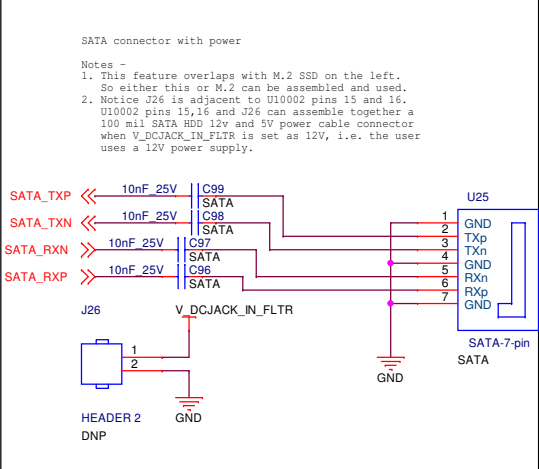 SATA connector with power
Notes -
1. This feature overlaps with M.2 SSD on the left.
So either this or M.2 can be assembled and used.
2. Notice J26 is adjacent to U10002 pins 15 and 16.
U10002 pins 15,16 and J26 can assemble together a
100 mil SATA HDD 12v and 5V power cable connector
when V_DCJACK_IN_FLTR is set as 12V, i.e. the user
uses a 12V power supply.
SATA_TXP 10nF_25V C99
SATA
SATA_TXN 10nF_25V C98
SATA
SATA_RXN 10nF_25V C97
SATA
SATA_RXP 10nF_25V C96
SATA
U25
1 GND
2 TXp
3 TXn
4 GND
5 RXn
6 RXp
7 GND
SATA-7-pin
SATA
GND
J26 V_DCJACK_IN_FLTR
1
2
HEADER 2 GND
DNP